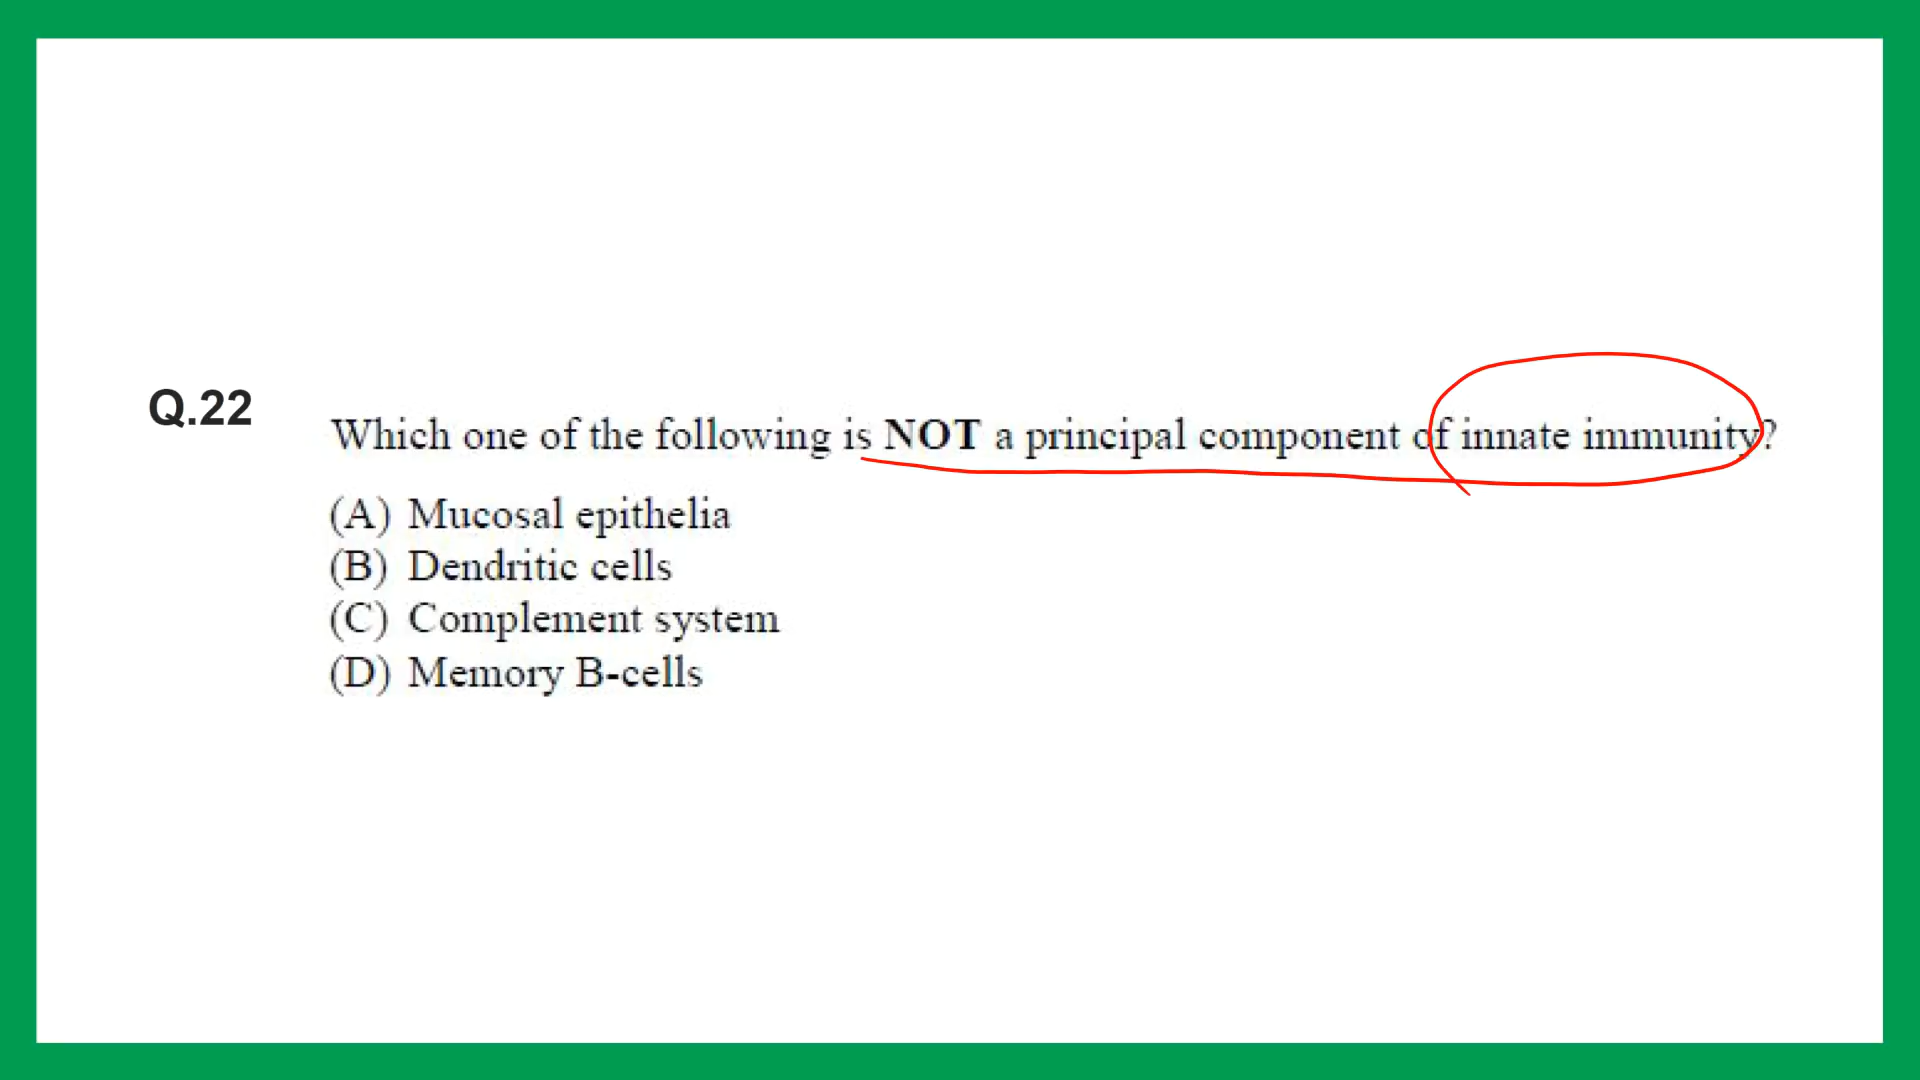 Q.22
Which one of the following is NOT a principal component of innate immunity?
(A) Mucosal epithelia
(B) Dendritic cells
(C) Complement system
(D) Memory B-cells